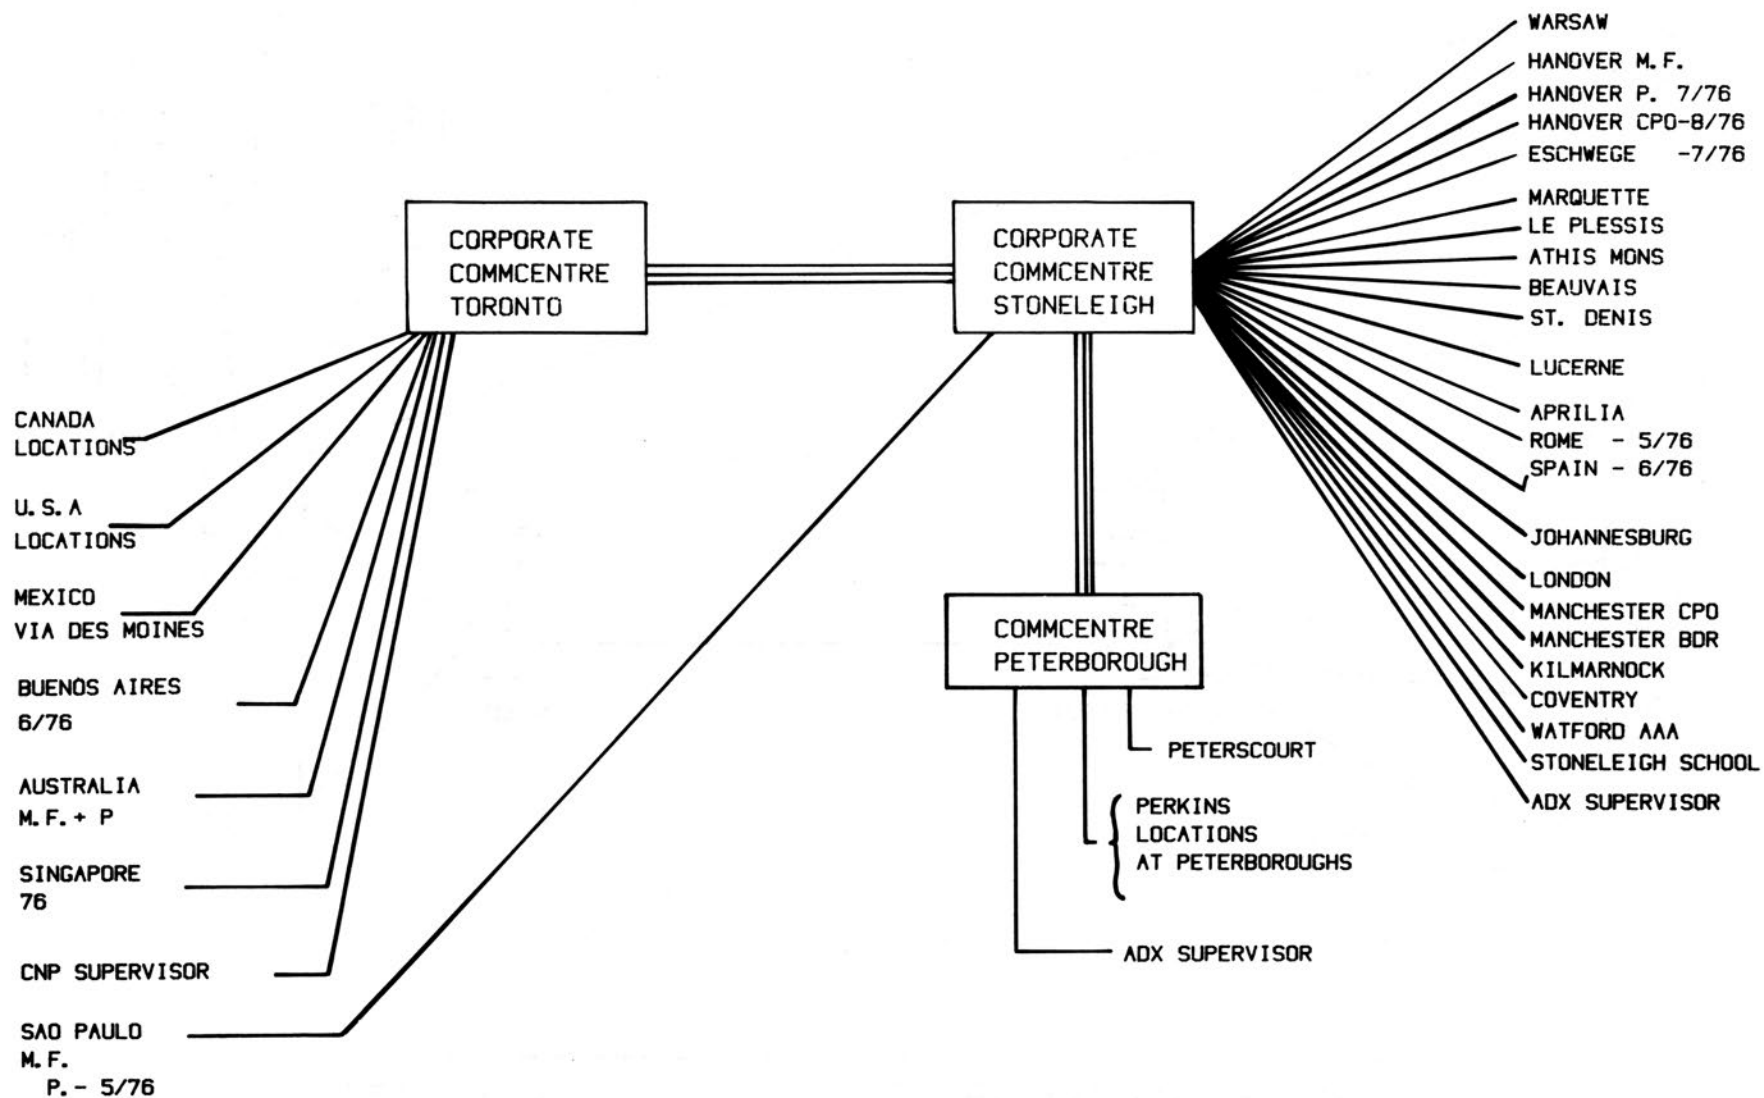 WARSAW
HANOVER M.F.
HANOVER P. 7/76
HANOVER CPO-8/76
ESCHWEGE -7/76
MARQUETTE
LE PLESSIS
ATHIS MONS
BEAUVAIS
ST. DENIS
LUCERNE
APRILIA
ROME - 5/76
SPAIN - 6/76
JOHANNESBURG
LONDON
MANCHESTER CPO
MANCHESTER BDR
KILMARNOCK
COVENTRY
WATFORD AAA
STONELEIGH SCHOOL
ADX SUPERVISOR
CORPORATE
COMMCENTRE
TORONTO
CORPORATE
COMMCENTRE
STONELEIGH
CANADA
LOCATIONS
U.S.A
LOCATIONS
MEXICO
VIA DES MOINES
BUENOS AIRES
6/76
AUSTRALIA
M.F.+ P
SINGAPORE
76
CNP SUPERVISOR
SAO PAULO
M.F.
P.- 5/76
COMMCENTRE
PETERBOROUGH
PETERSCOURT
PERKINS
LOCATIONS
AT PETERBOROUGHS
ADX SUPERVISOR